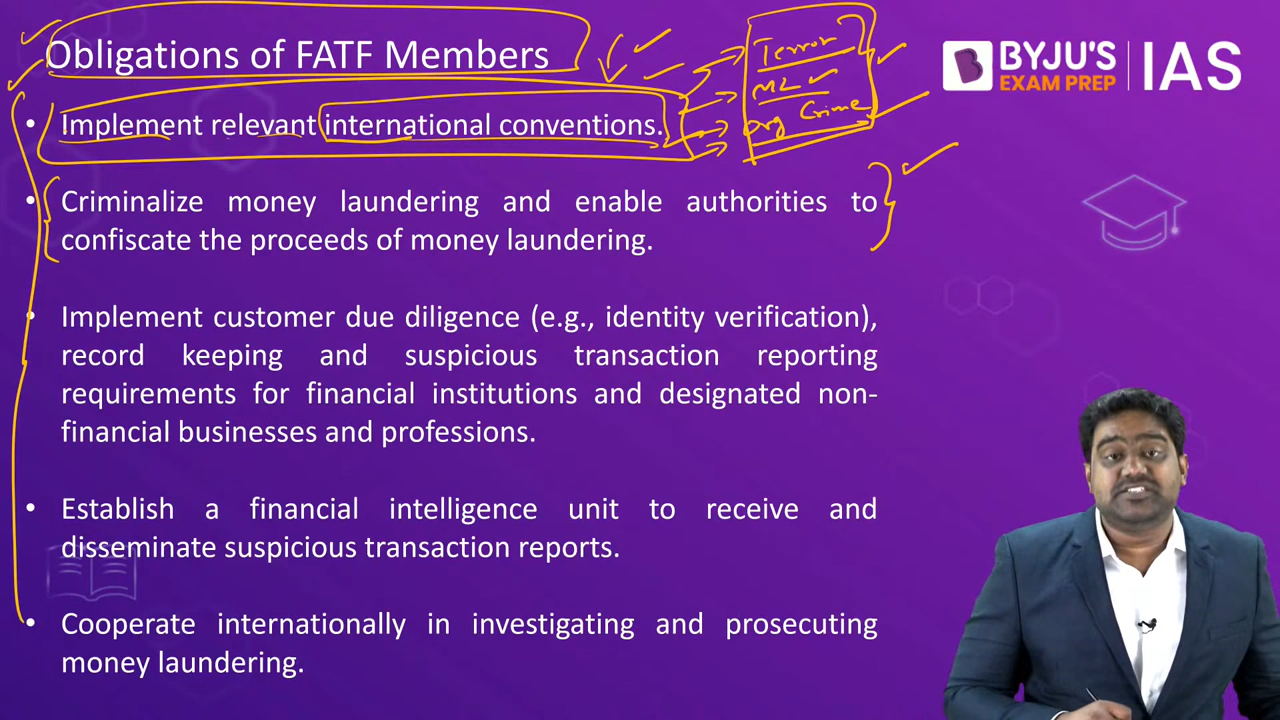 Obligations of FATF Members
BYJU'S
EXAM PREP
IAS
Terror
ML
org Crime
• Implement relevant international conventions.
• Criminalize money laundering and enable authorities to
confiscate the proceeds of money laundering.
• Implement customer due diligence (e.g., identity verification),
record keeping and suspicious transaction reporting
requirements for financial institutions and designated non-
financial businesses and professions.
• Establish a financial intelligence unit to receive and
disseminate suspicious transaction reports.
• Cooperate internationally in investigating and prosecuting
money laundering.